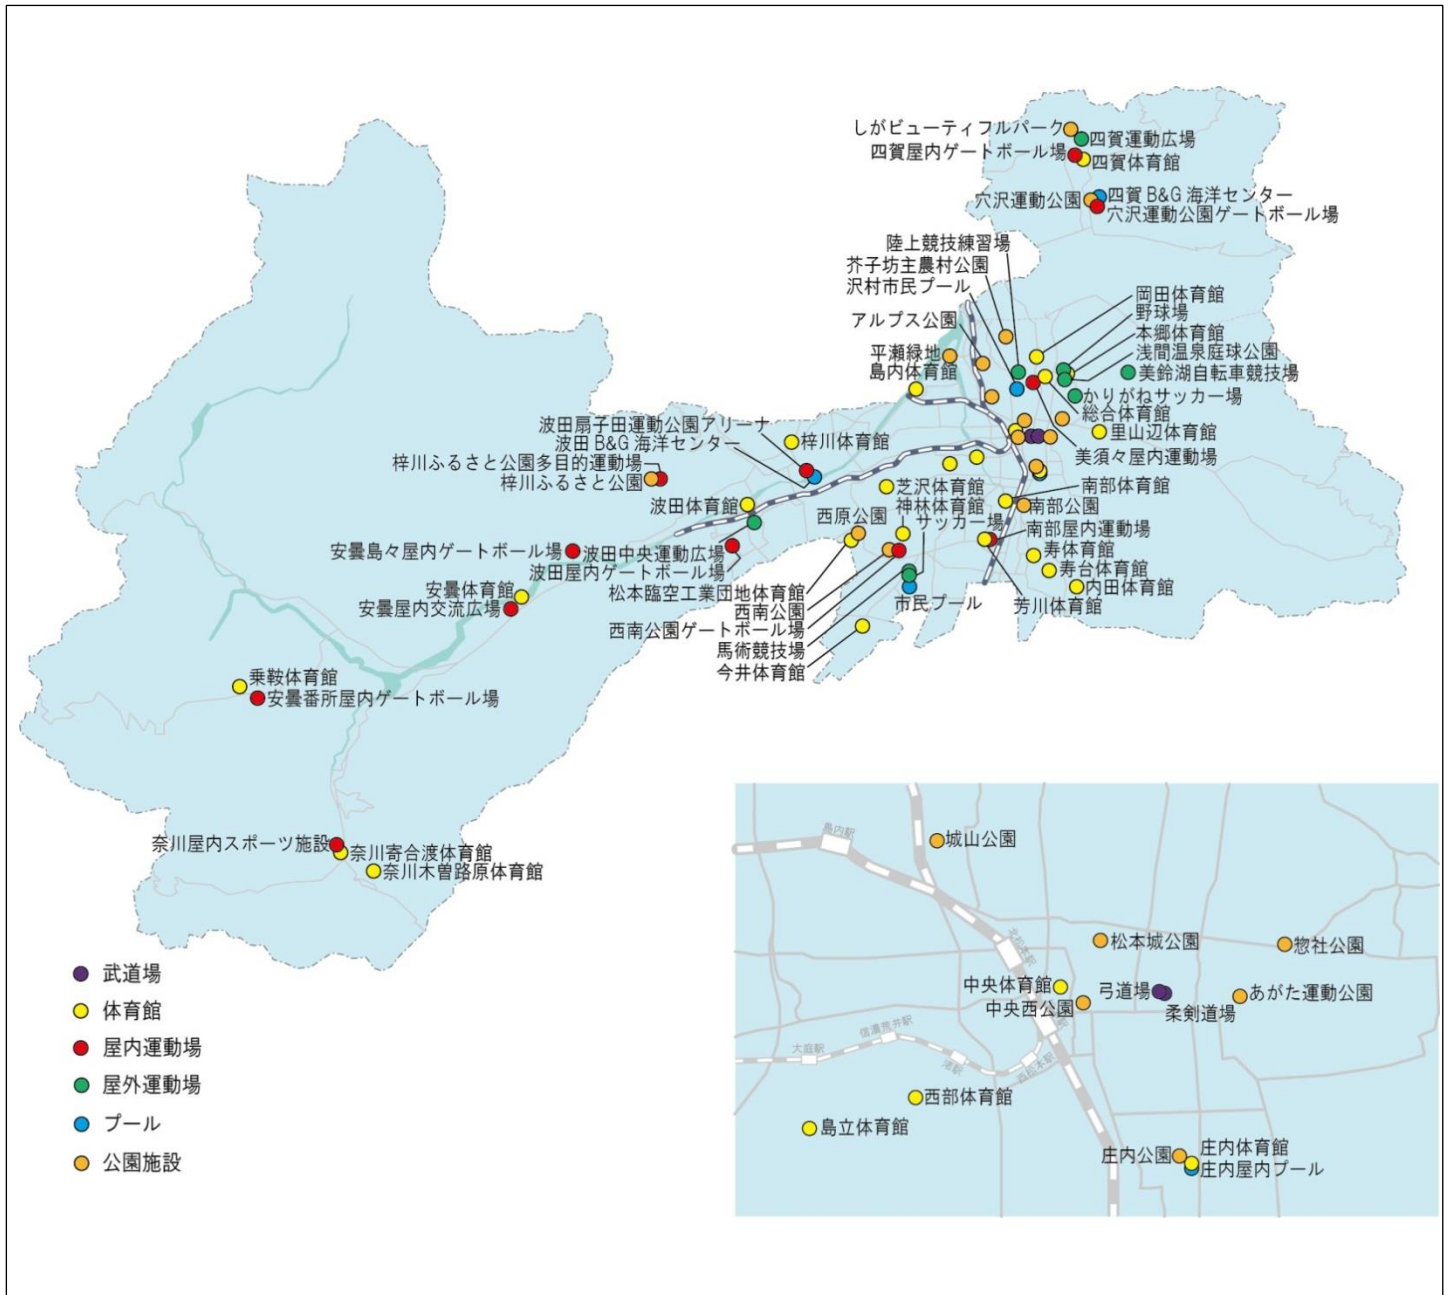 しがビューティフルパーク
四賀運動広場
四賀屋内ゲートボール場
四賀体育館
四賀 B&G 海洋センター
穴沢運動公園
穴沢運動公園ゲートボール場
陸上競技練習場
芥子坊主農村公園
沢村市民プール
アルプス公園
平瀬緑地
島内体育館
岡田体育館
野球場
本郷体育館
浅間温泉庭球公園
美鈴湖自転車競技場
かりがねサッカー場
総合体育館
里山辺体育館
美須々屋内運動場
波田扇子田運動公園アリーナ
波田 B&G 海洋センター
梓川体育館
梓川ふるさと公園多目的運動場
梓川ふるさと公園
波田体育館
芝沢体育館
神林体育館
サッカー場
西原公園
南部体育館
南部公園
南部屋内運動場
寿体育館
寿台体育館
内田体育館
芳川体育館
安曇島々屋内ゲートボール場
波田中央運動広場
波田屋内ゲートボール場
安曇体育館
安曇屋内交流広場
松本臨空工業団地体育館
西南公園
西南公園ゲートボール場
馬術競技場
今井体育館
市民プール
乗鞍体育館
安曇番所屋内ゲートボール場
奈川屋内スポーツ施設
奈川寄合渡体育館
奈川木曽路原体育館
武道場
体育館
屋内運動場
屋外運動場
プール
公園施設
島内駅
城山公園
北松本駅
松本城公園
惣社公園
中央体育館
中央西公園
弓道場
柔剣道場
あがた運動公園
信濃荒井駅
大庭駅
渚駅
西松本駅
西部体育館
島立体育館
庄内公園
庄内体育館
庄内屋内プール